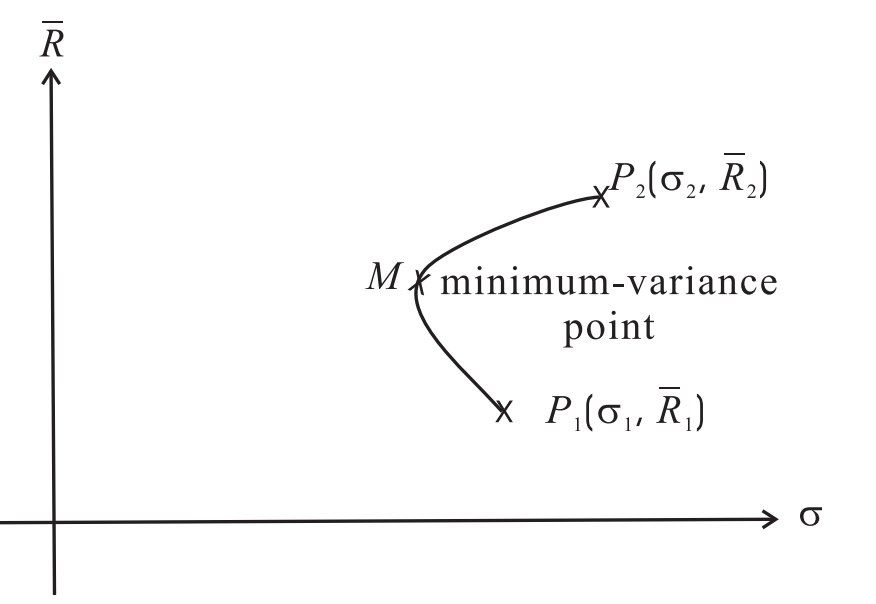 R̅
P₂(σ₂, R̅₂)
M minimum-variance
point
P₁(σ₁, R̅₁)
σ